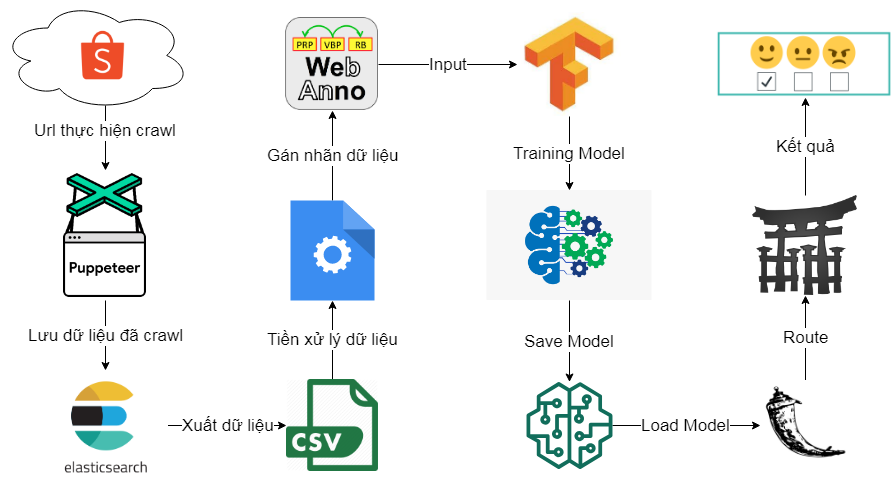 S
Url thực hiện crawl
Puppeteer
Lưu dữ liệu đã crawl
elasticsearch
Xuất dữ liệu
CSV
Tiền xử lý dữ liệu
Gán nhãn dữ liệu
PRP VBP RB
Web
Anno
Input
Training Model
Save Model
Load Model
Route
Kết quả